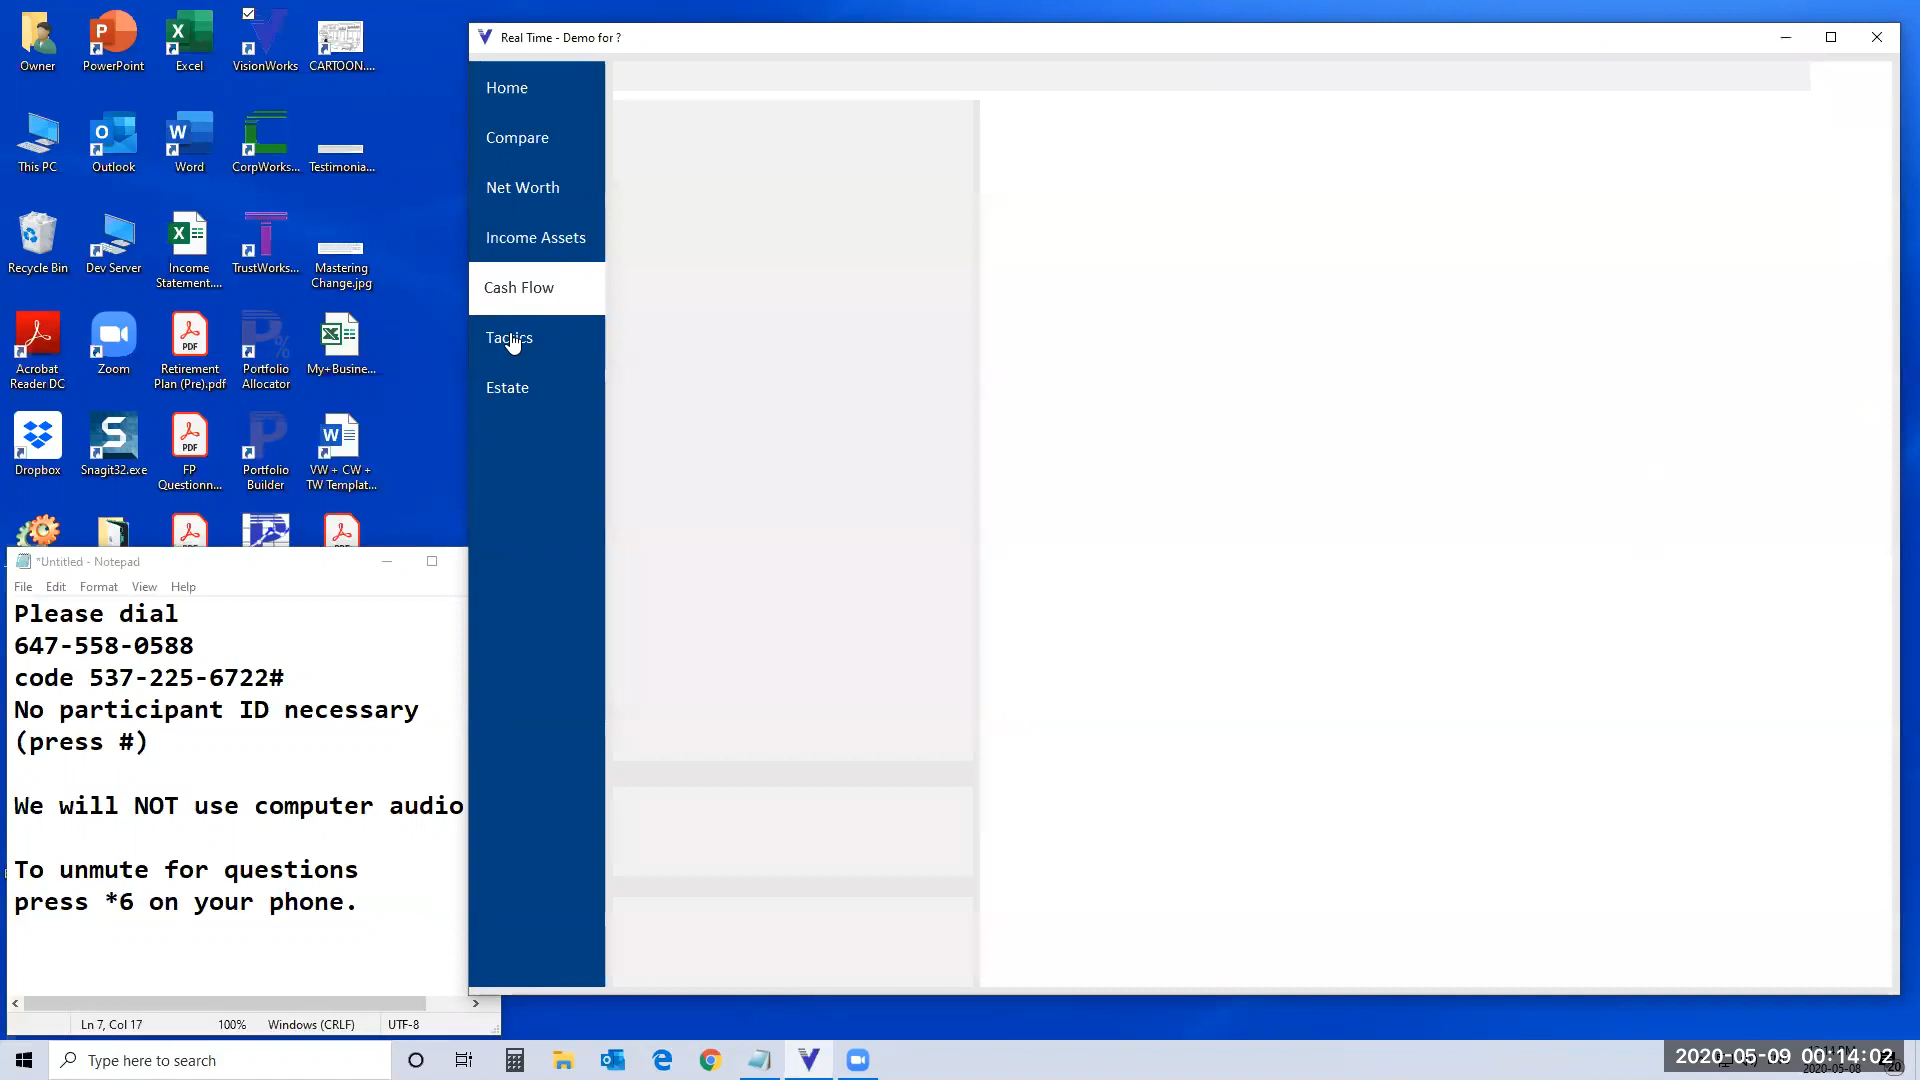 Owner
PowerPoint
Excel
VisionWorks
CARTOON....
This PC
Outlook
Word
CorpWorks...
Testimonia...
Recycle Bin
Dev Server
Income
Statement....
TrustWorks...
Mastering
Change.jpg
Acrobat
Reader DC
Zoom
Retirement
Plan (Pre).pdf
Portfolio
Allocator
My+Busine...
Dropbox
Snagit32.exe
FP
Questionn...
Portfolio
Builder
VW + CW +
TW Templat...
*Untitled - Notepad
File Edit Format View Help
Please dial
647-558-0588
code 537-225-6722#
No participant ID necessary
(press #)
We will NOT use computer audio
To unmute for questions
press *6 on your phone.
Ln 7, Col 17 100% Windows (CRLF) UTF-8
Real Time - Demo for ?
Home
Compare
Net Worth
Income Assets
Cash Flow
Tactics
Estate
Type here to search
2020-05-09 00:14:02
2020-05-08
20